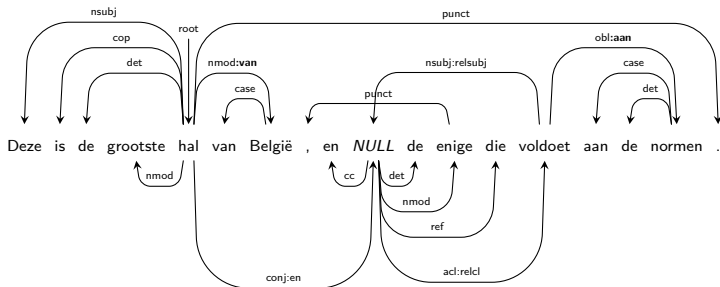 nsubj
punct
root
cop
obl:aan
det
nmod:van
nsubj:relsubj
case
case
punct
det
Deze is de grootste hal van België , en NULL de enige die voldoet aan de normen .
nmod
cc
det
nmod
ref
conj:en
acl:relcl